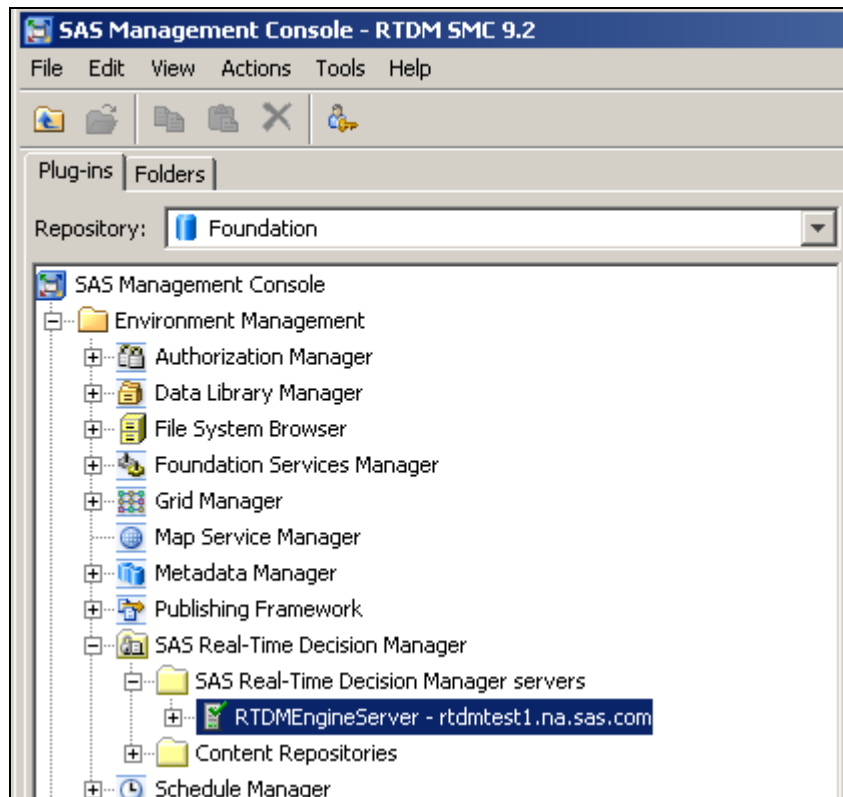 SAS Management Console - RTDM SMC 9.2
File Edit View Actions Tools Help
Plug-ins Folders
Repository: Foundation
SAS Management Console
Environment Management
Authorization Manager
Data Library Manager
File System Browser
Foundation Services Manager
Grid Manager
Map Service Manager
Metadata Manager
Publishing Framework
SAS Real-Time Decision Manager
SAS Real-Time Decision Manager servers
RTDMEngineServer - rtdmtest1.na.sas.com
Content Repositories
Schedule Manager